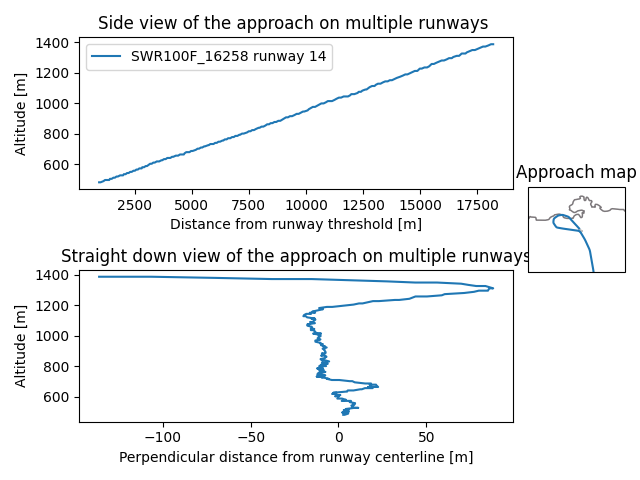 Side view of the approach on multiple runways
SWR100F_16258 runway 14
Altitude [m]
1400
1200
1000
800
600
2500 5000 7500 10000 12500 15000 17500
Distance from runway threshold [m]
Approach map
Straight down view of the approach on multiple runways
Altitude [m]
1400
1200
1000
800
600
−100 −50 0 50
Perpendicular distance from runway centerline [m]